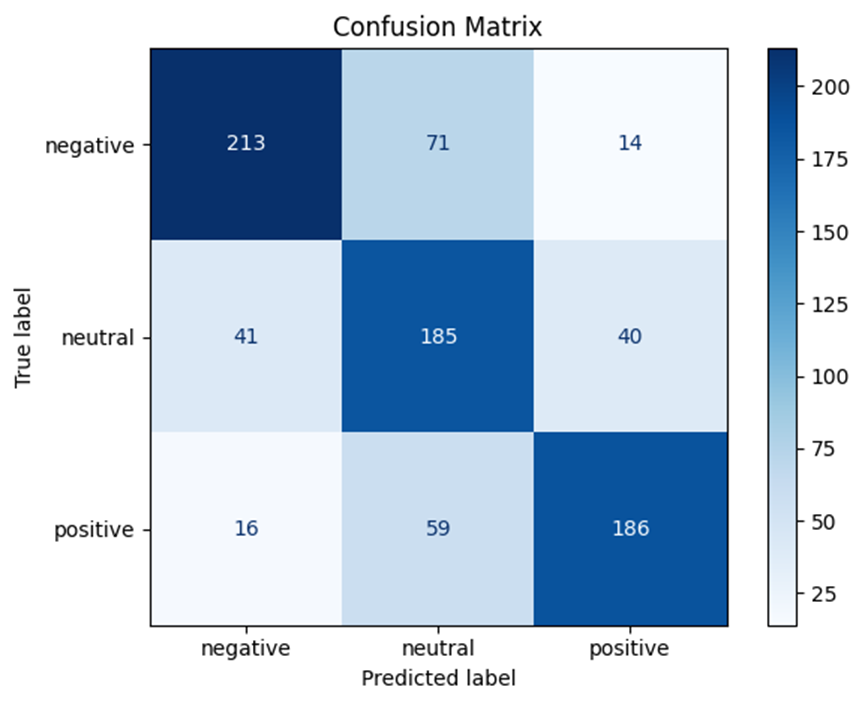 Confusion Matrix
negative 213 71 14
neutral 41 185 40
positive 16 59 186
negative neutral positive
Predicted label
True label
200
175
150
125
100
75
50
25